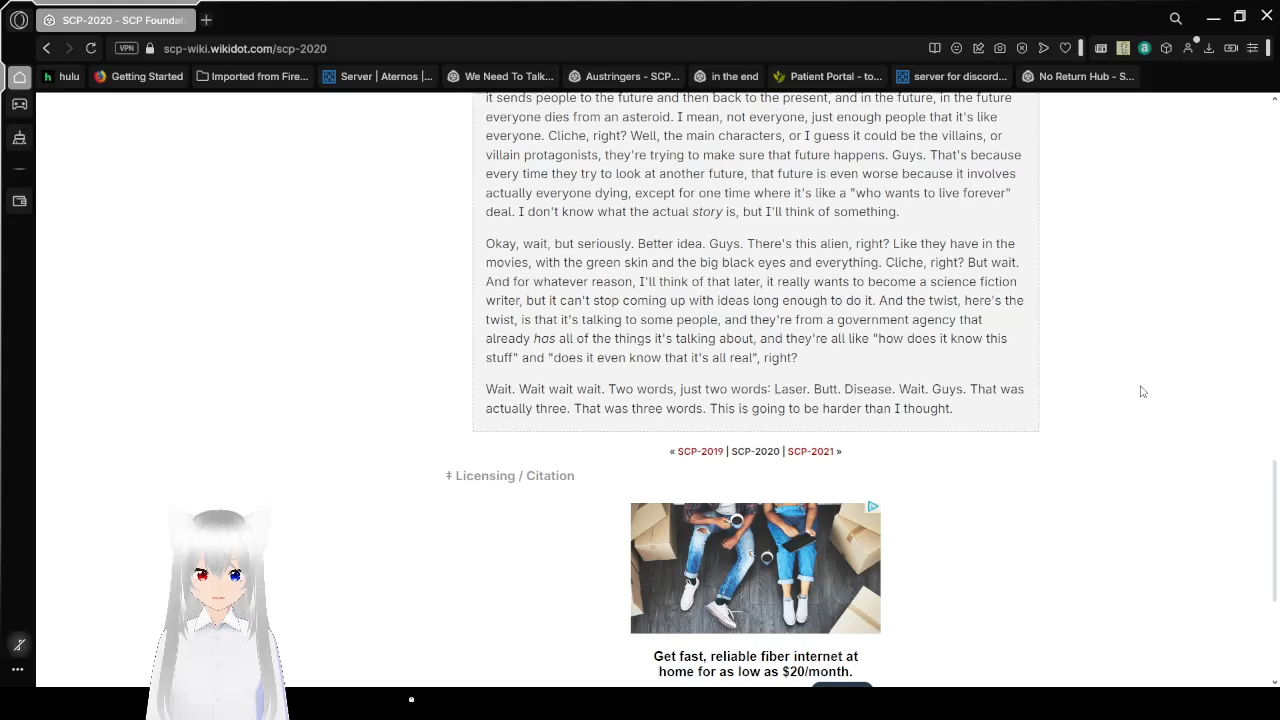 SCP-2020 - SCP Foundat
VPN
scp-wiki.wikidot.com/scp-2020
hulu
Getting Started
Imported from Fire...
Server | Aternos |...
We Need To Talk...
Austringers - SCP...
in the end
Patient Portal - to...
server for discord...
No Return Hub - S...
it sends people to the future and then back to the present, and in the future, in the future
everyone dies from an asteroid. I mean, not everyone, just enough people that it's like
everyone. Cliche, right? Well, the main characters, or I guess it could be the villains, or
villain protagonists, they're trying to make sure that future happens. Guys. That's because
every time they try to look at another future, that future is even worse because it involves
actually everyone dying, except for one time where it's like a "who wants to live forever"
deal. I don't know what the actual story is, but I'll think of something.
Okay, wait, but seriously. Better idea. Guys. There's this alien, right? Like they have in the
movies, with the green skin and the big black eyes and everything. Cliche, right? But wait.
And for whatever reason, I'll think of that later, it really wants to become a science fiction
writer, but it can't stop coming up with ideas long enough to do it. And the twist, here's the
twist, is that it's talking to some people, and they're from a government agency that
already has all of the things it's talking about, and they're all like "how does it know this
stuff" and "does it even know that it's all real", right?
Wait. Wait wait wait. Two words, just two words: Laser. Butt. Disease. Wait. Guys. That was
actually three. That was three words. This is going to be harder than I thought.
« SCP-2019 | SCP-2020 | SCP-2021 »
‡ Licensing / Citation
Get fast, reliable fiber internet at
home for as low as $20/month.